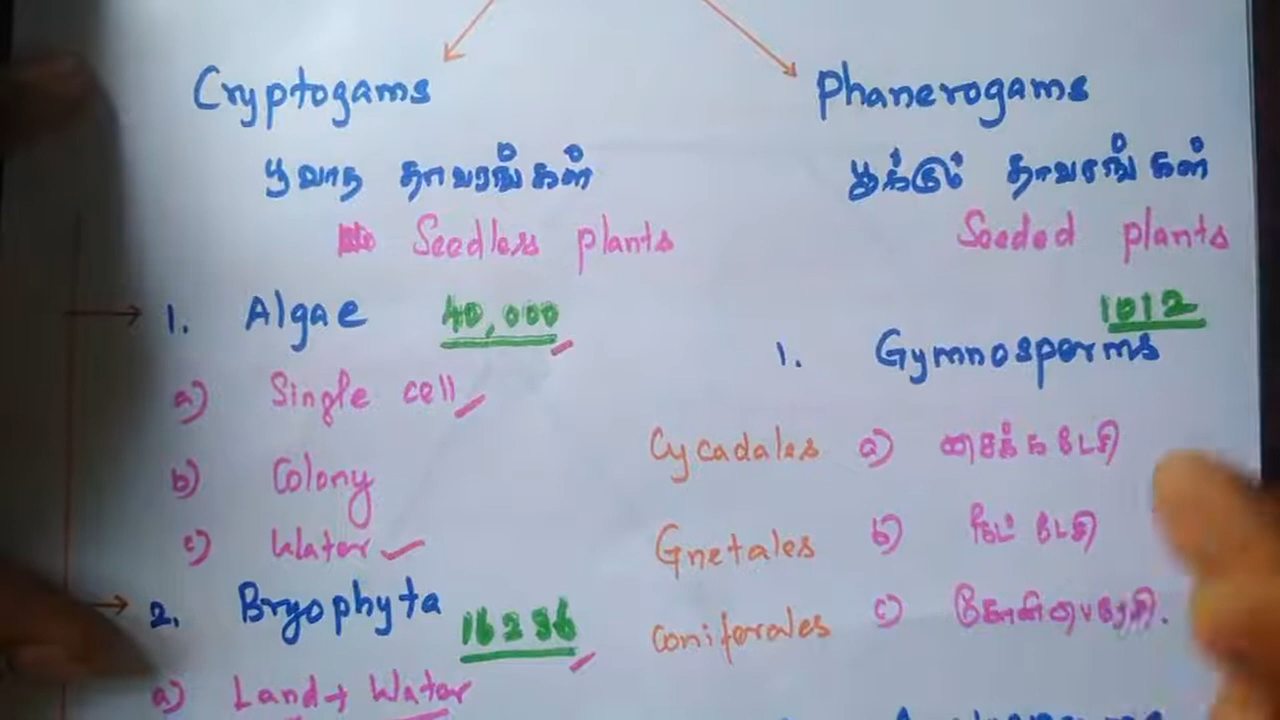 Cryptogams
பூவாத தாவரங்கள்
Seedless plants
1. Algae 40,000
a) Single cell
b) Colony
c) Water
2. Bryophyta 16236
a) Land + Water
Phanerogams
பூக்கும் தாவரங்கள்
Seeded plants
1012
1. Gymnosperms
Cycadales a) சைக்கடேசி
Gnetales b)
Coniferales c)